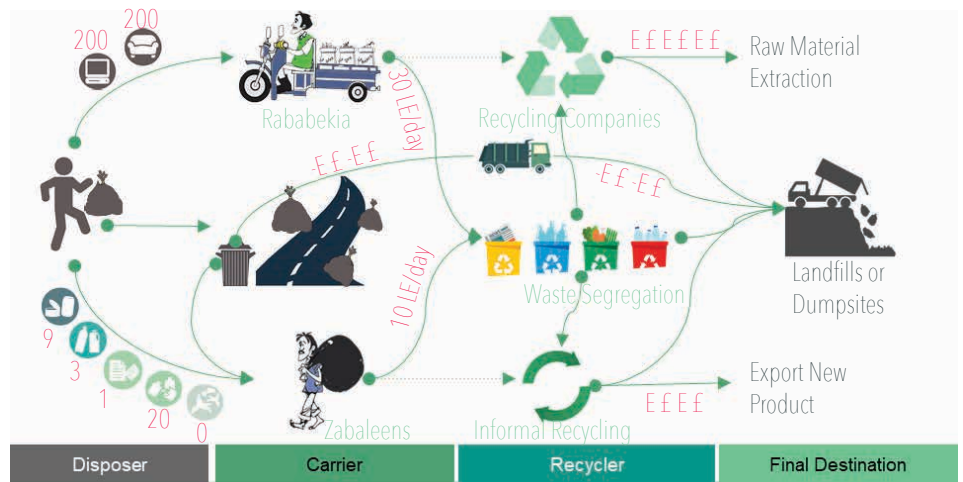 200
200
E£ E£ E£
Raw Material
Extraction
30 LE/day
Rababekia
Recycling Companies
-E£ -E£
-E£ -E£
10 LE/day
Waste Segregation
Landfills or
Dumpsites
9
3
1
20
0
Export New
Product
E£ E£
Zabaleens
Informal Recycling
Disposer
Carrier
Recycler
Final Destination